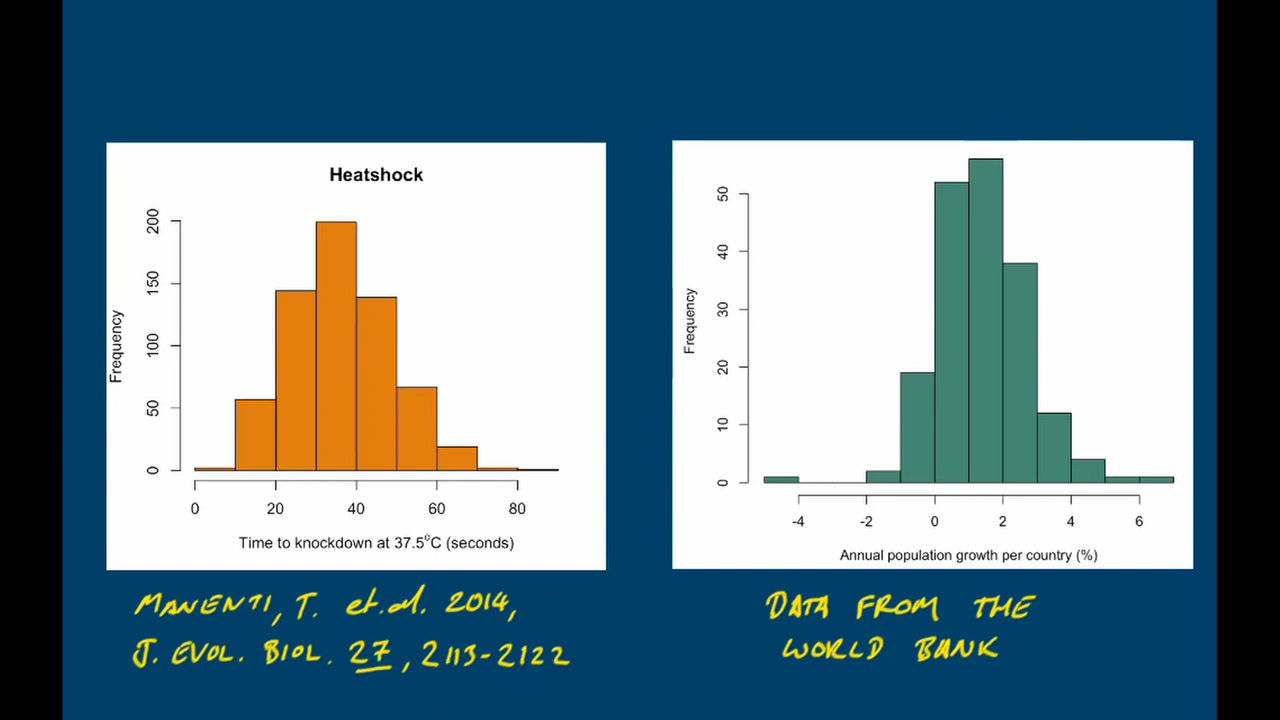 Heatshock
Frequency
200
150
100
50
0
0 20 40 60 80
Time to knockdown at 37.5°C (seconds)
MANENTI, T. et.al. 2014,
J. EVOL. BIOL. 27, 2113-2122
Frequency
50
40
30
20
10
0
-4 -2 0 2 4 6
Annual population growth per country (%)
DATA FROM THE
WORLD BANK